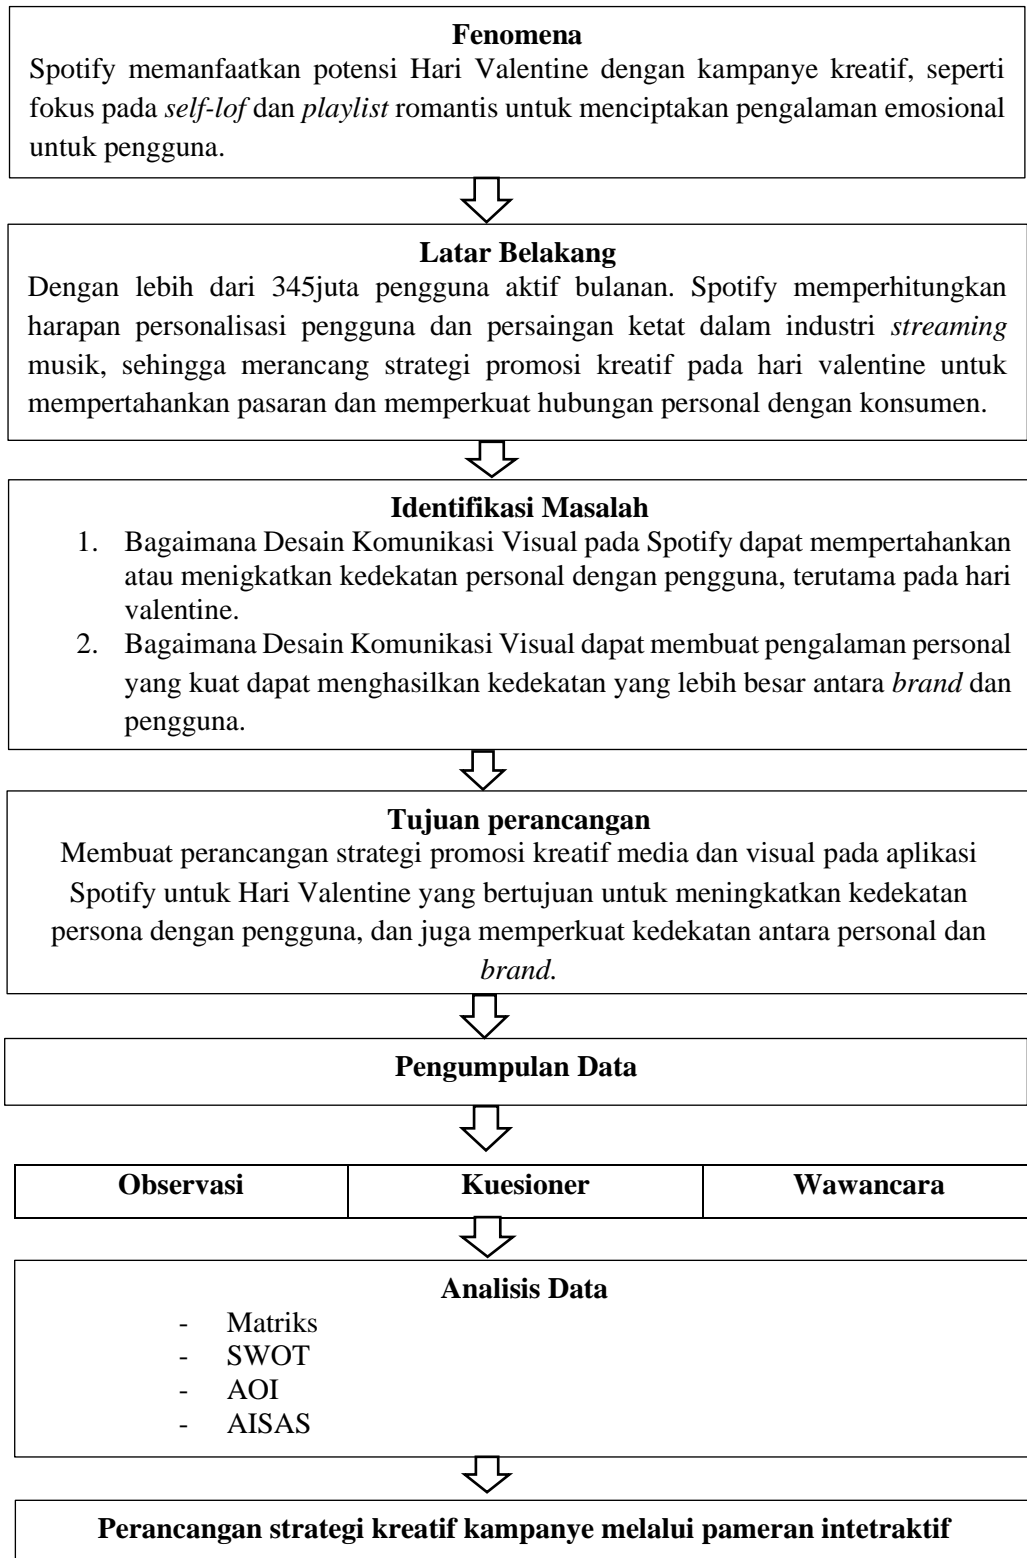 Fenomena
Spotify memanfaatkan potensi Hari Valentine dengan kampanye kreatif, seperti
fokus pada self-lof dan playlist romantis untuk menciptakan pengalaman emosional
untuk pengguna.
Latar Belakang
Dengan lebih dari 345juta pengguna aktif bulanan. Spotify memperhitungkan
harapan personalisasi pengguna dan persaingan ketat dalam industri streaming
musik, sehingga merancang strategi promosi kreatif pada hari valentine untuk
mempertahankan pasaran dan memperkuat hubungan personal dengan konsumen.
Identifikasi Masalah
1. Bagaimana Desain Komunikasi Visual pada Spotify dapat mempertahankan
atau menigkatkan kedekatan personal dengan pengguna, terutama pada hari
valentine.
2. Bagaimana Desain Komunikasi Visual dapat membuat pengalaman personal
yang kuat dapat menghasilkan kedekatan yang lebih besar antara brand dan
pengguna.
Tujuan perancangan
Membuat perancangan strategi promosi kreatif media dan visual pada aplikasi
Spotify untuk Hari Valentine yang bertujuan untuk meningkatkan kedekatan
persona dengan pengguna, dan juga memperkuat kedekatan antara personal dan
brand.
Pengumpulan Data
Observasi Kuesioner Wawancara
Analisis Data
- Matriks
- SWOT
- AOI
- AISAS
Perancangan strategi kreatif kampanye melalui pameran intetraktif